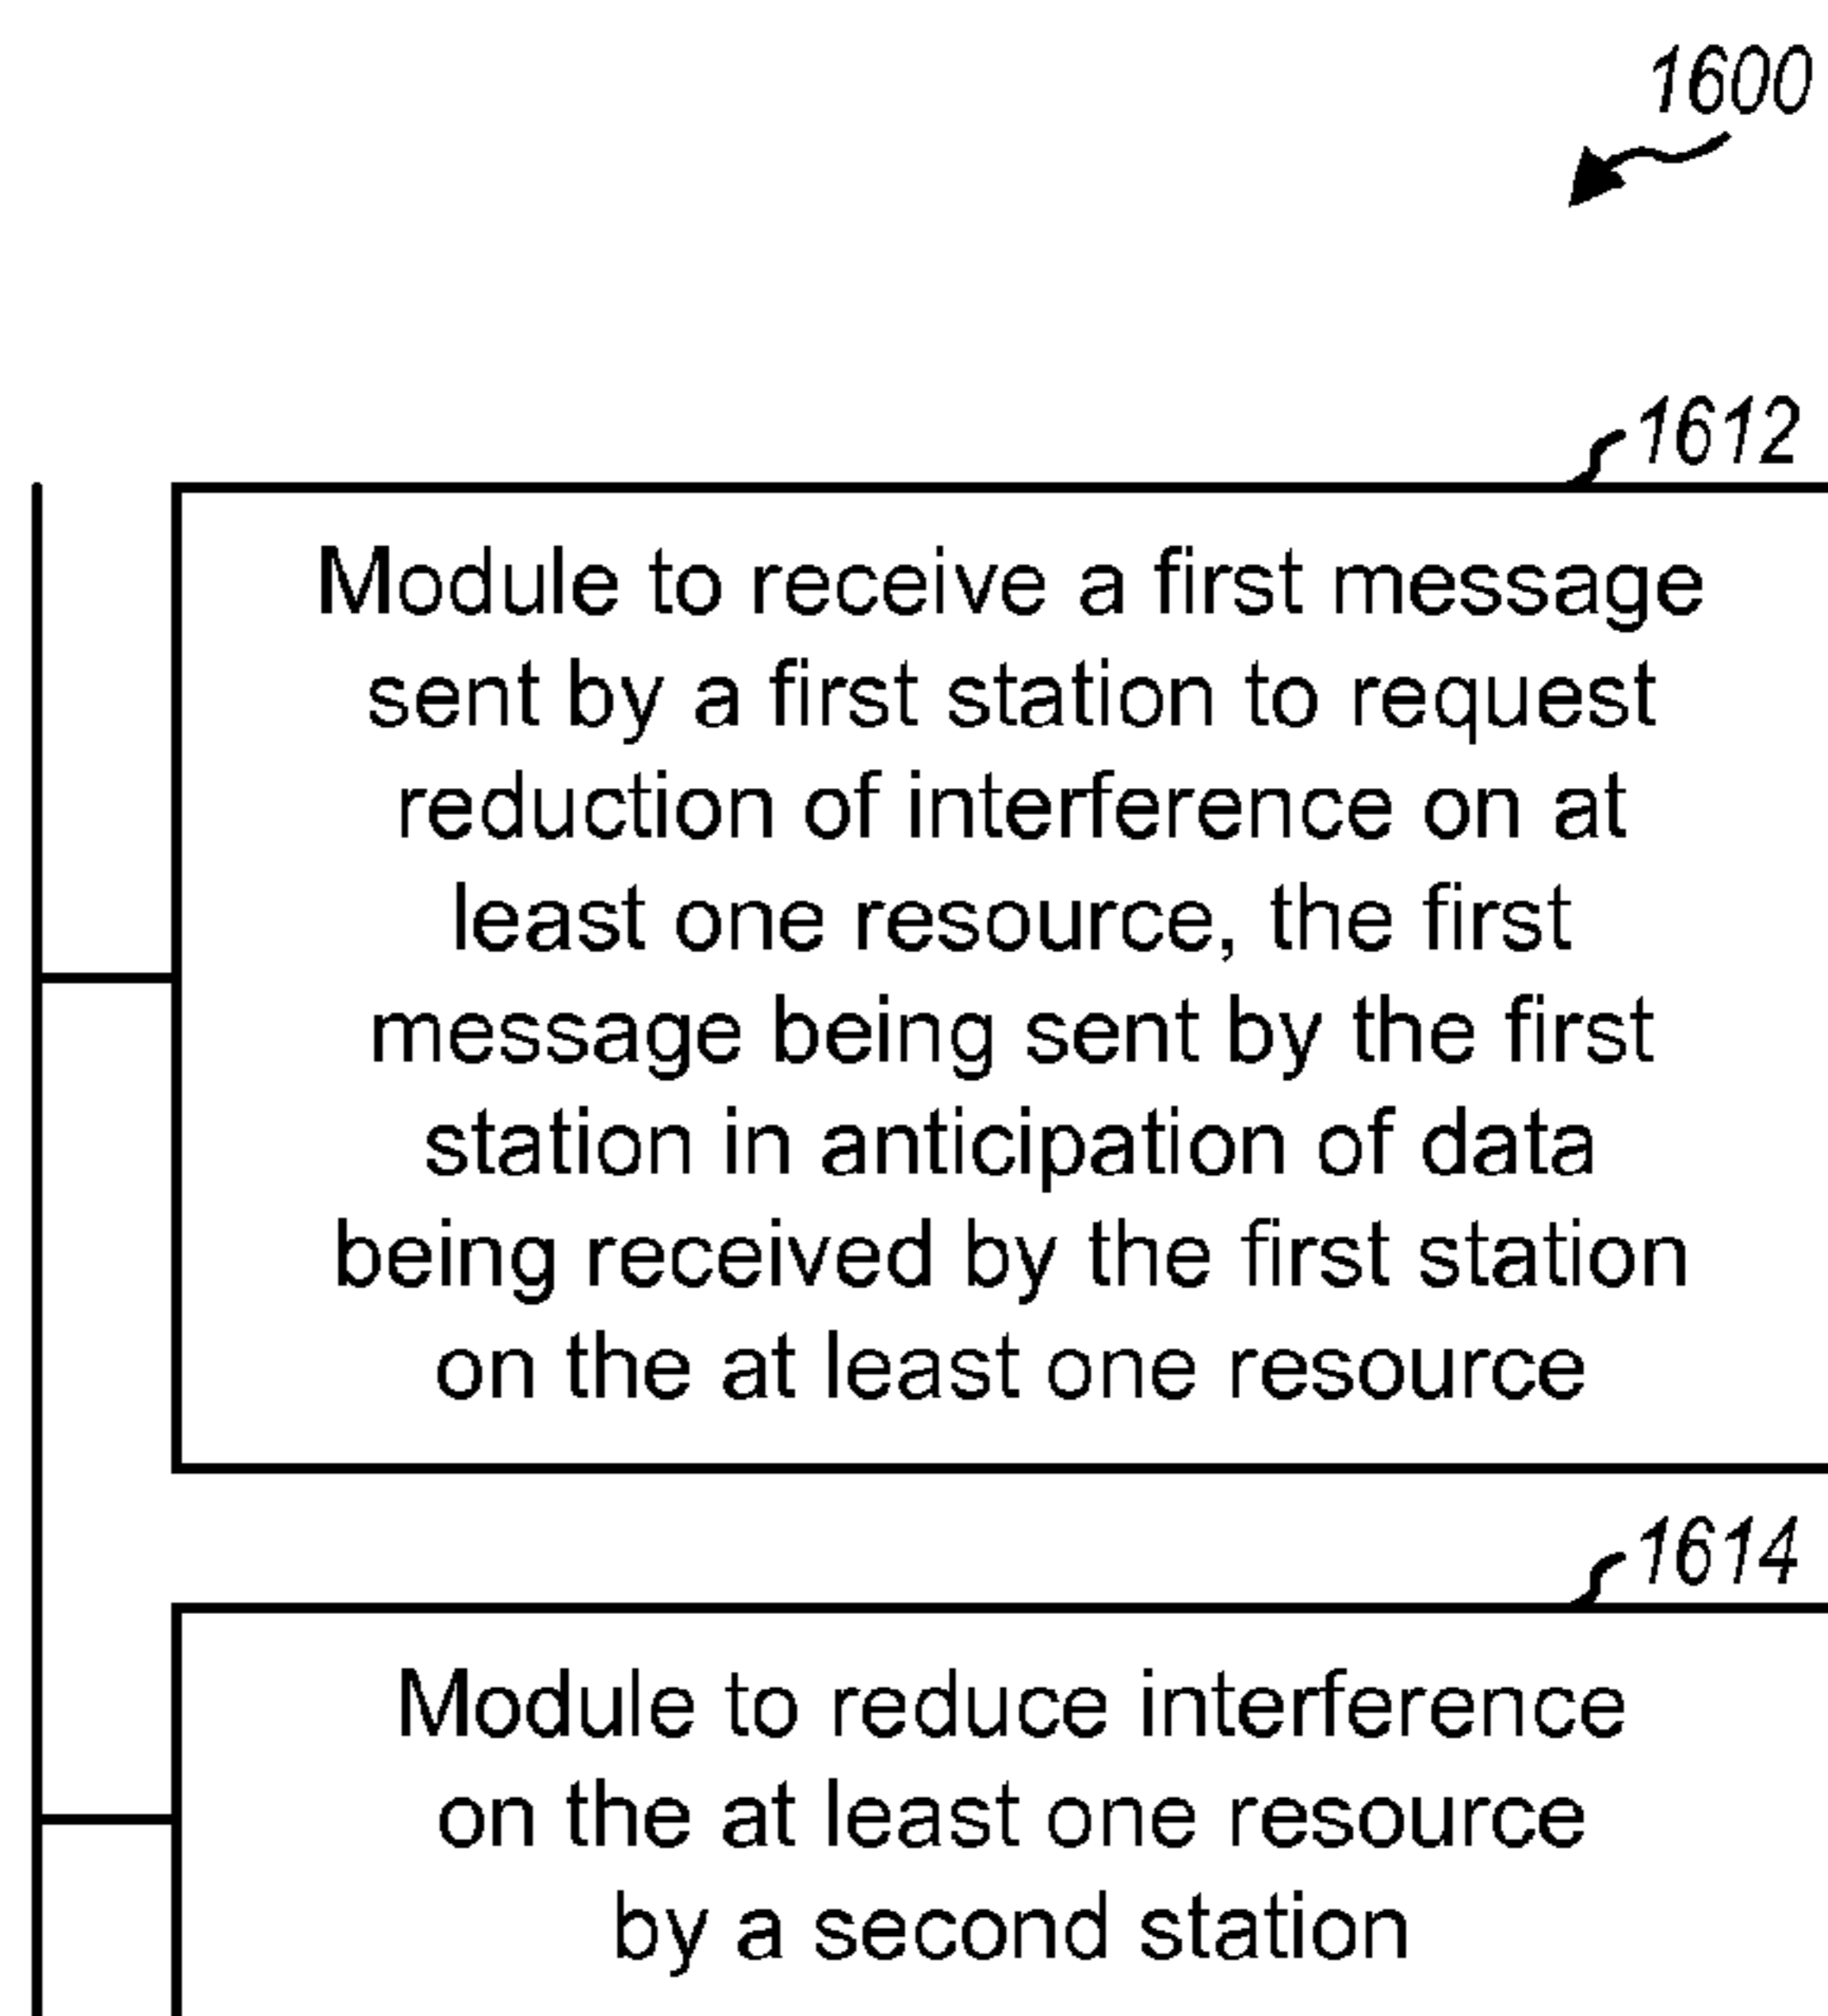 1600
1612
Module to receive a first message
sent by a first station to request
reduction of interference on at
least one resource, the first
message being sent by the first
station in anticipation of data
being received by the first station
on the at least one resource
1614
Module to reduce interference
on the at least one resource
by a second station